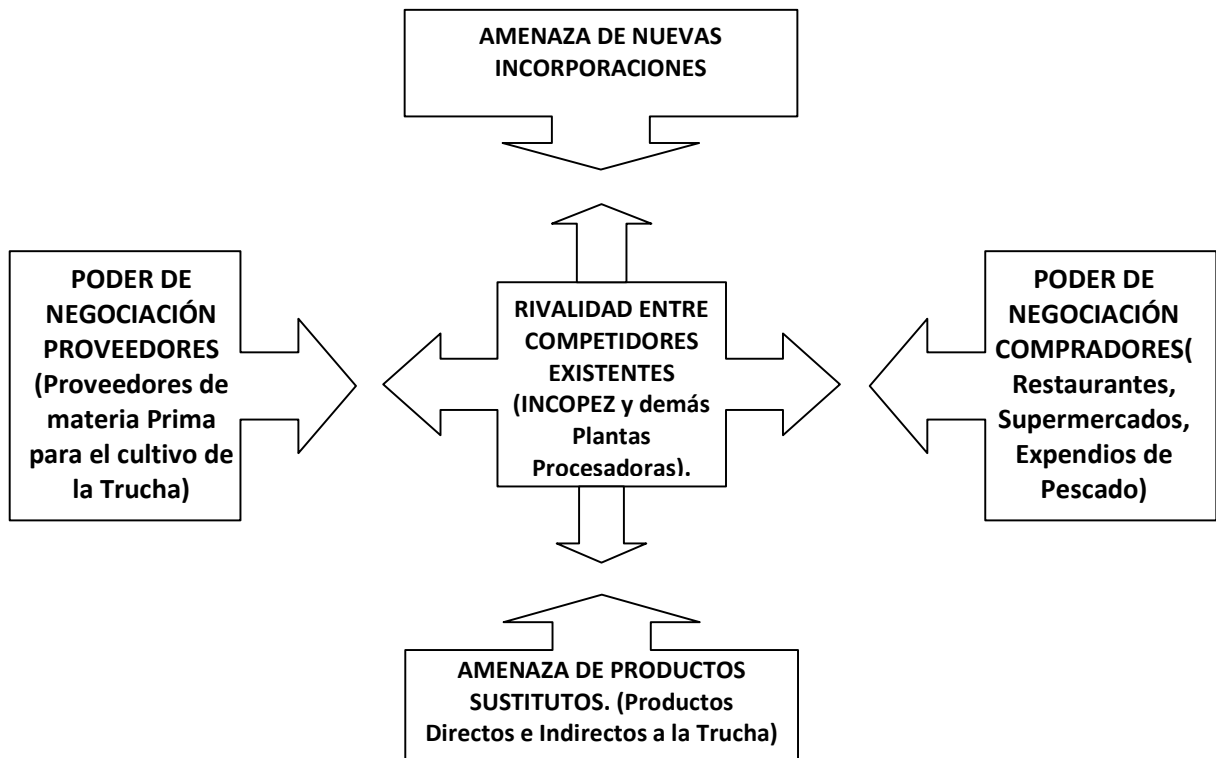 AMENAZA DE NUEVAS
INCORPORACIONES
PODER DE
NEGOCIACIÓN
PROVEEDORES
(Proveedores de
materia Prima
para el cultivo de
la Trucha)
RIVALIDAD ENTRE
COMPETIDORES
EXISTENTES
(INCOPEZ y demás
Plantas
Procesadoras).
PODER DE
NEGOCIACIÓN
COMPRADORES(
Restaurantes,
Supermercados,
Expendios de
Pescado)
AMENAZA DE PRODUCTOS
SUSTITUTOS. (Productos
Directos e Indirectos a la Trucha)